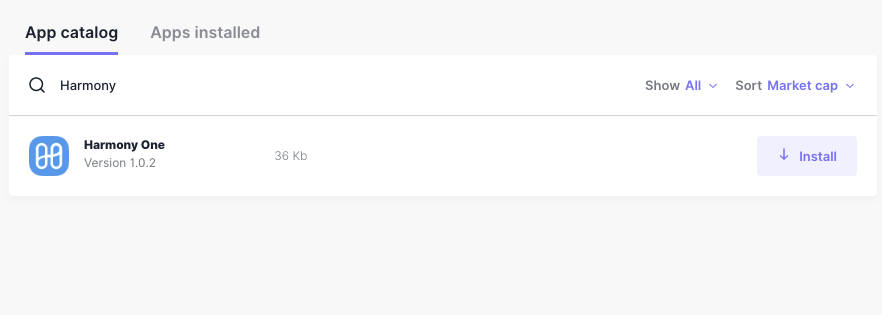 App catalog Apps installed
Harmony Show All Sort Market cap
Harmony One
Version 1.0.2
36 Kb
Install